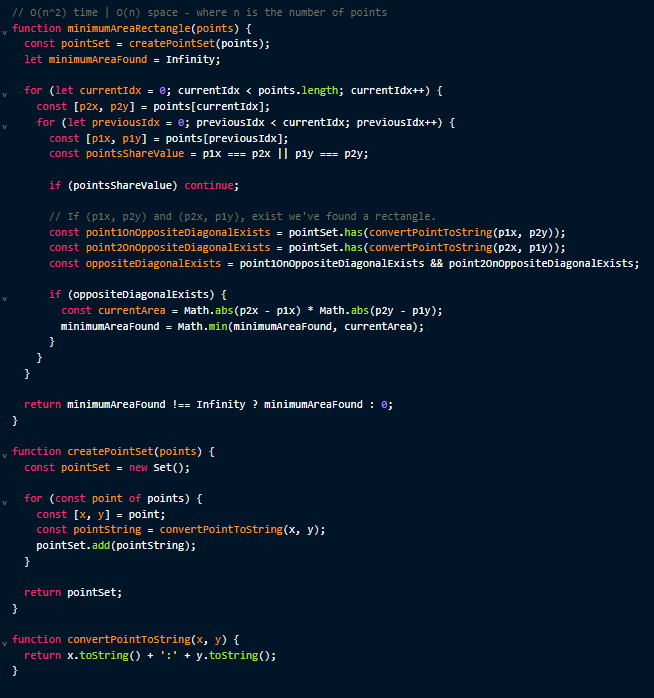 // O(n^2) time | O(n) space - where n is the number of points
function minimumAreaRectangle(points) {
  const pointSet = createPointSet(points);
  let minimumAreaFound = Infinity;

  for (let currentIdx = 0; currentIdx < points.length; currentIdx++) {
    const [p2x, p2y] = points[currentIdx];
    for (let previousIdx = 0; previousIdx < currentIdx; previousIdx++) {
      const [p1x, p1y] = points[previousIdx];
      const pointsShareValue = p1x === p2x || p1y === p2y;

      if (pointsShareValue) continue;

      // If (p1x, p2y) and (p2x, p1y), exist we've found a rectangle.
      const point1OnOppositeDiagonalExists = pointSet.has(convertPointToString(p1x, p2y));
      const point2OnOppositeDiagonalExists = pointSet.has(convertPointToString(p2x, p1y));
      const oppositeDiagonalExists = point1OnOppositeDiagonalExists && point2OnOppositeDiagonalExists;

      if (oppositeDiagonalExists) {
        const currentArea = Math.abs(p2x - p1x) * Math.abs(p2y - p1y);
        minimumAreaFound = Math.min(minimumAreaFound, currentArea);
      }
    }
  }

  return minimumAreaFound !== Infinity ? minimumAreaFound : 0;
}

function createPointSet(points) {
  const pointSet = new Set();

  for (const point of points) {
    const [x, y] = point;
    const pointString = convertPointToString(x, y);
    pointSet.add(pointString);
  }

  return pointSet;
}

function convertPointToString(x, y) {
  return x.toString() + ':' + y.toString();
}